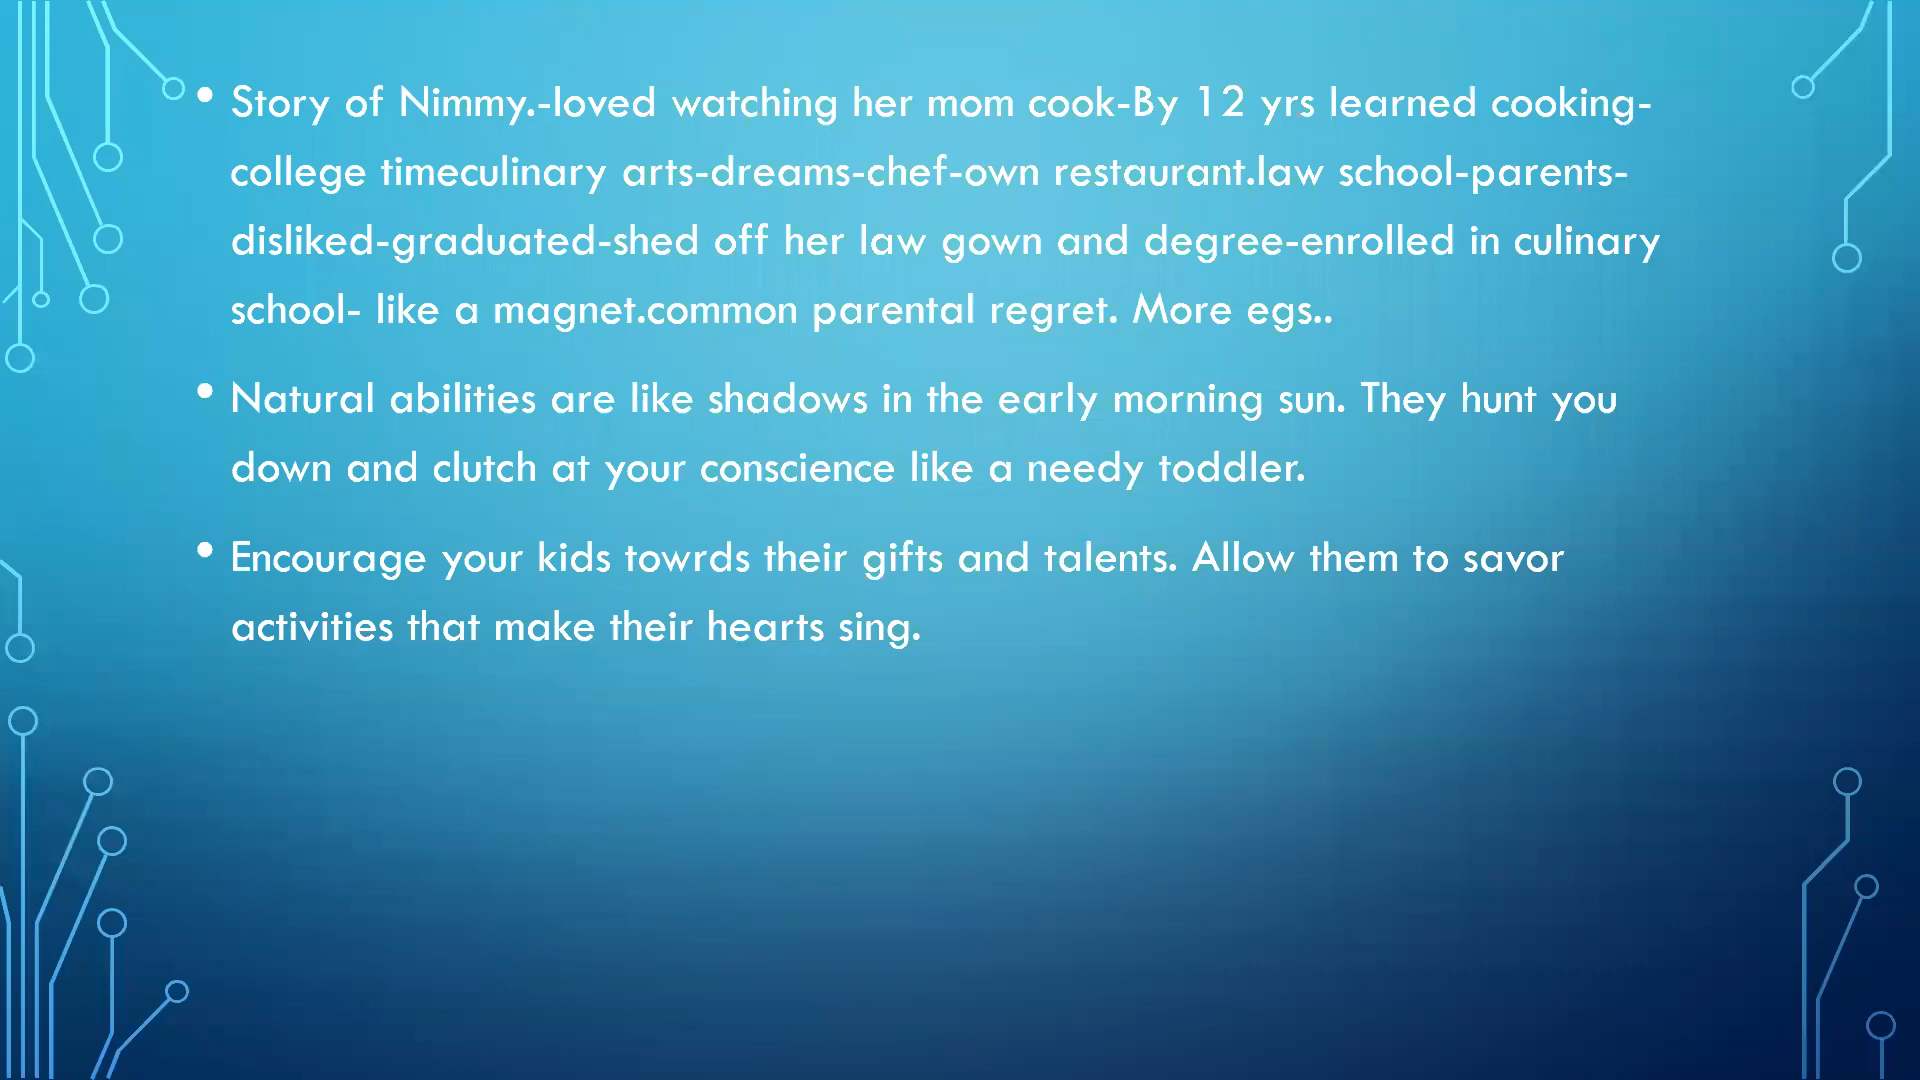 • Story of Nimmy.-loved watching her mom cook-By 12 yrs learned cooking-
college timeculinary arts-dreams-chef-own restaurant.law school-parents-
disliked-graduated-shed off her law gown and degree-enrolled in culinary
school- like a magnet.common parental regret. More egs..
• Natural abilities are like shadows in the early morning sun. They hunt you
down and clutch at your conscience like a needy toddler.
• Encourage your kids towrds their gifts and talents. Allow them to savor
activities that make their hearts sing.